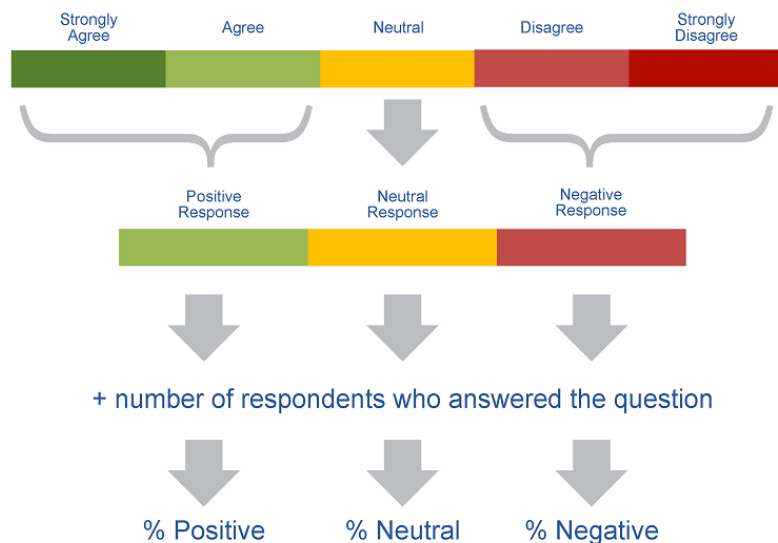 Strongly
Agree
Agree
Neutral
Disagree
Strongly
Disagree
Positive
Response
Neutral
Response
Negative
Response
+ number of respondents who answered the question
% Positive
% Neutral
% Negative